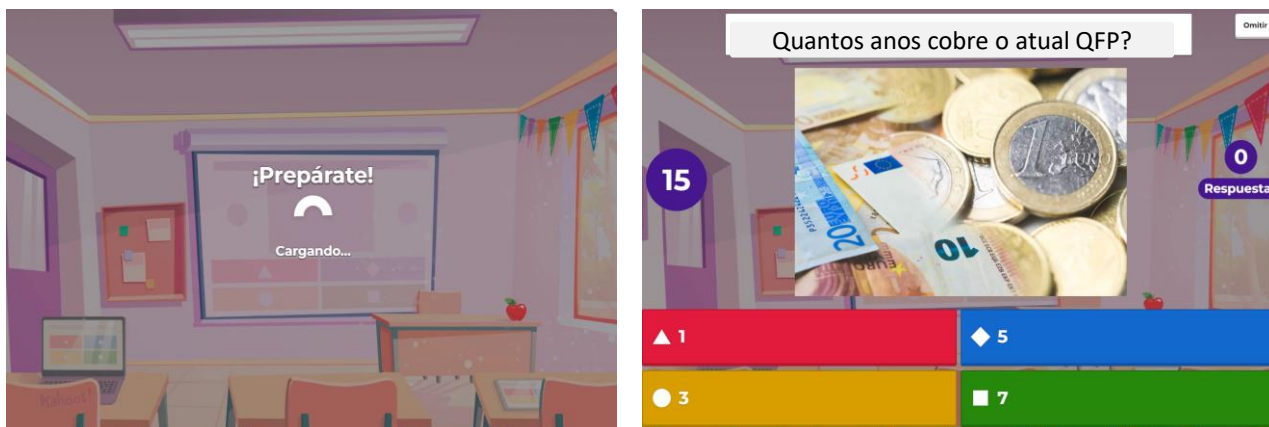 ¡Prepárate!
Cargando...
Quantos anos cobre o atual QFP?
Omitir
15
0
Respuesta
1
5
3
7